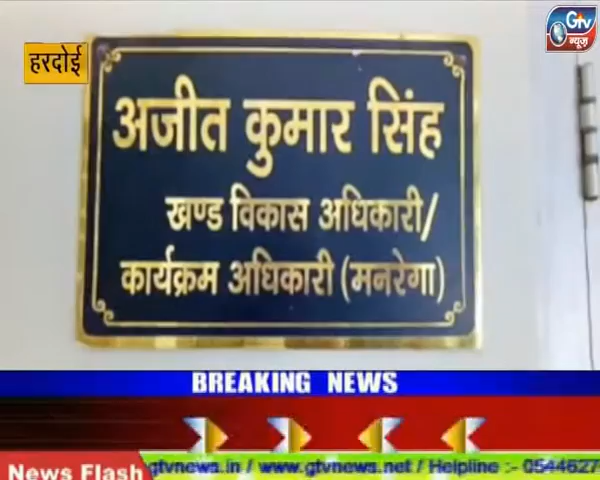 Gtv
न्यूज़
हरदोई
अजीत कुमार सिंह
खण्ड विकास अधिकारी/
कार्यक्रम अधिकारी (मनरेगा)
BREAKING NEWS
News Flash
gtvnews.in / www.gtvnews.net / Helpline :- 0544627